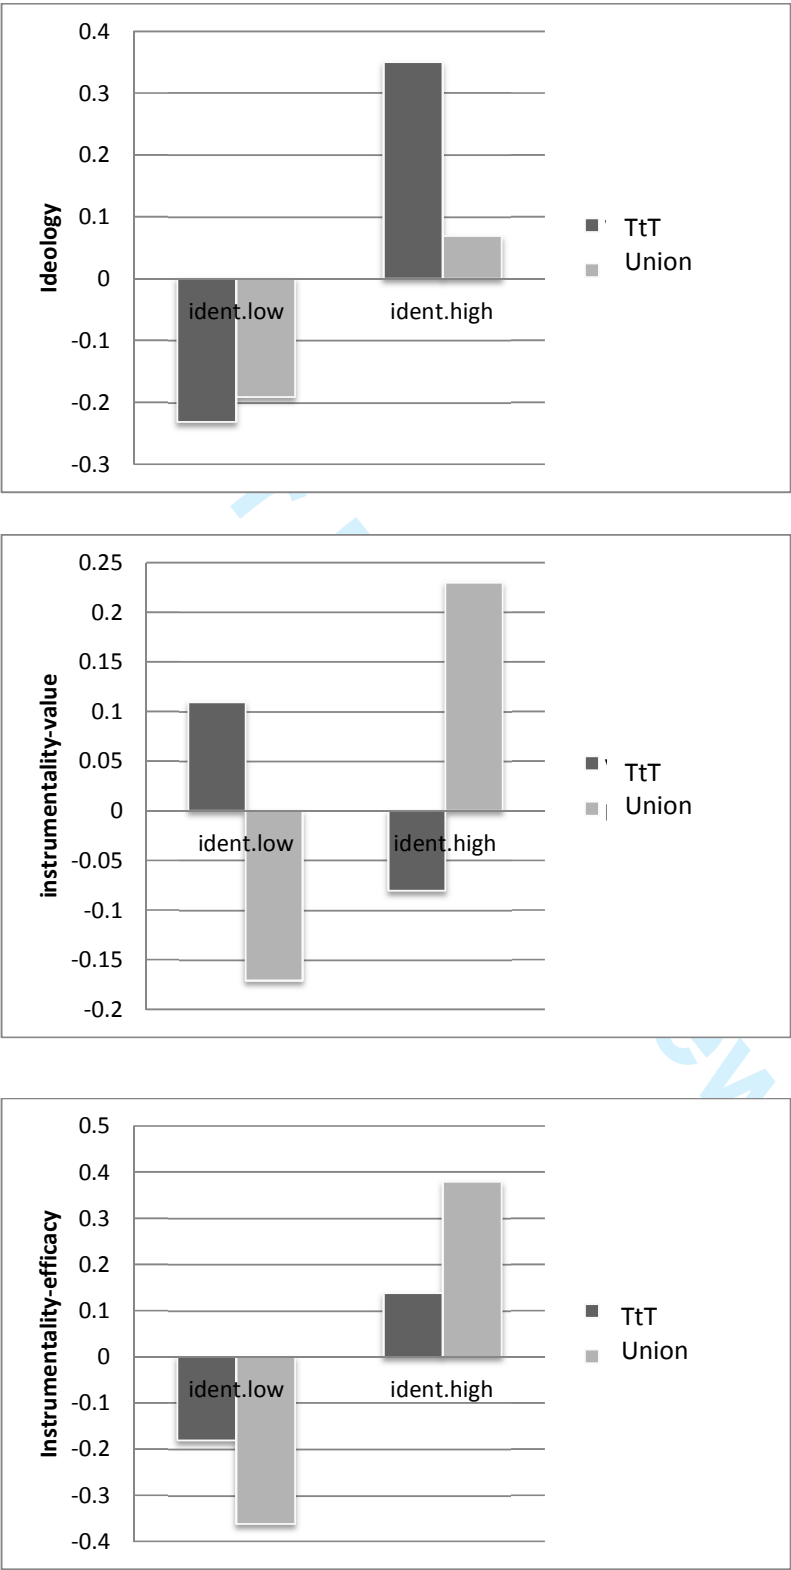 0.4
0.3
0.2
0.1
0
-0.1
-0.2
-0.3
Ideology
ident.low
ident.high
TtT
Union
0.25
0.2
0.15
0.1
0.05
0
-0.05
-0.1
-0.15
-0.2
instrumentality-value
ident.low
ident.high
TtT
Union
0.5
0.4
0.3
0.2
0.1
0
-0.1
-0.2
-0.3
-0.4
Instrumentality-efficacy
ident.low
ident.high
TtT
Union